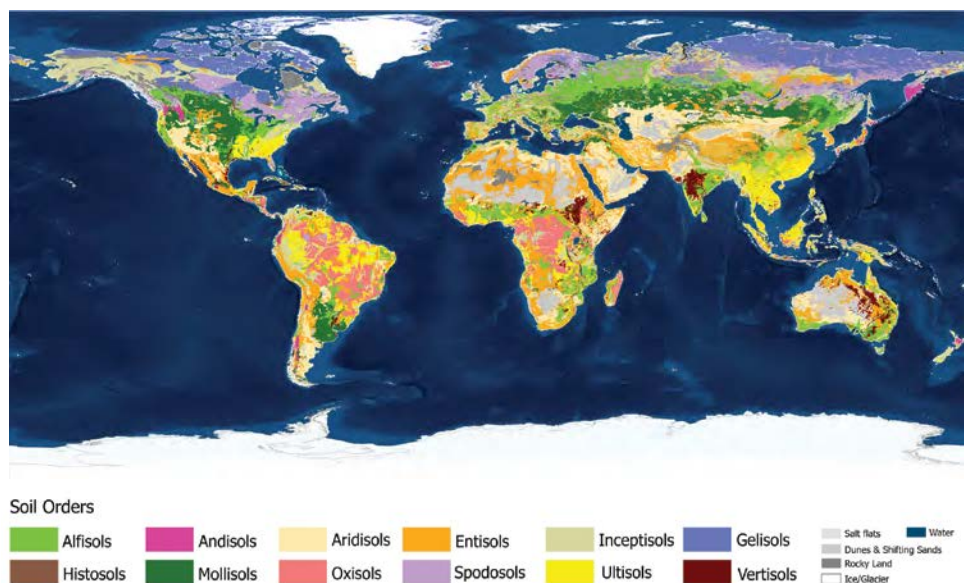 Soil Orders
Alfisols Andisols Aridisols Entisols Inceptisols Gelisols
Histosols Mollisols Oxisols Spodosols Ultisols Vertisols
Salt flats Water
Dunes & Shifting Sands
Rocky Land
Ice/Glacier